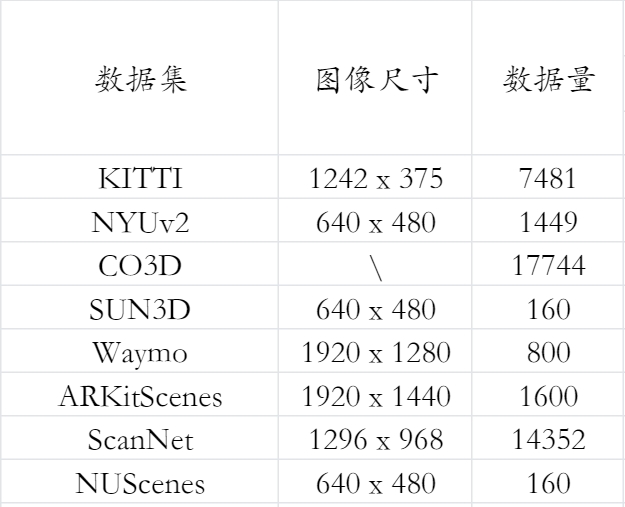 数据集 图像尺寸 数据量
KITTI 1242 x 375 7481
NYUv2 640 x 480 1449
CO3D \ 17744
SUN3D 640 x 480 160
Waymo 1920 x 1280 800
ARKitScenes 1920 x 1440 1600
ScanNet 1296 x 968 14352
NUScenes 640 x 480 160